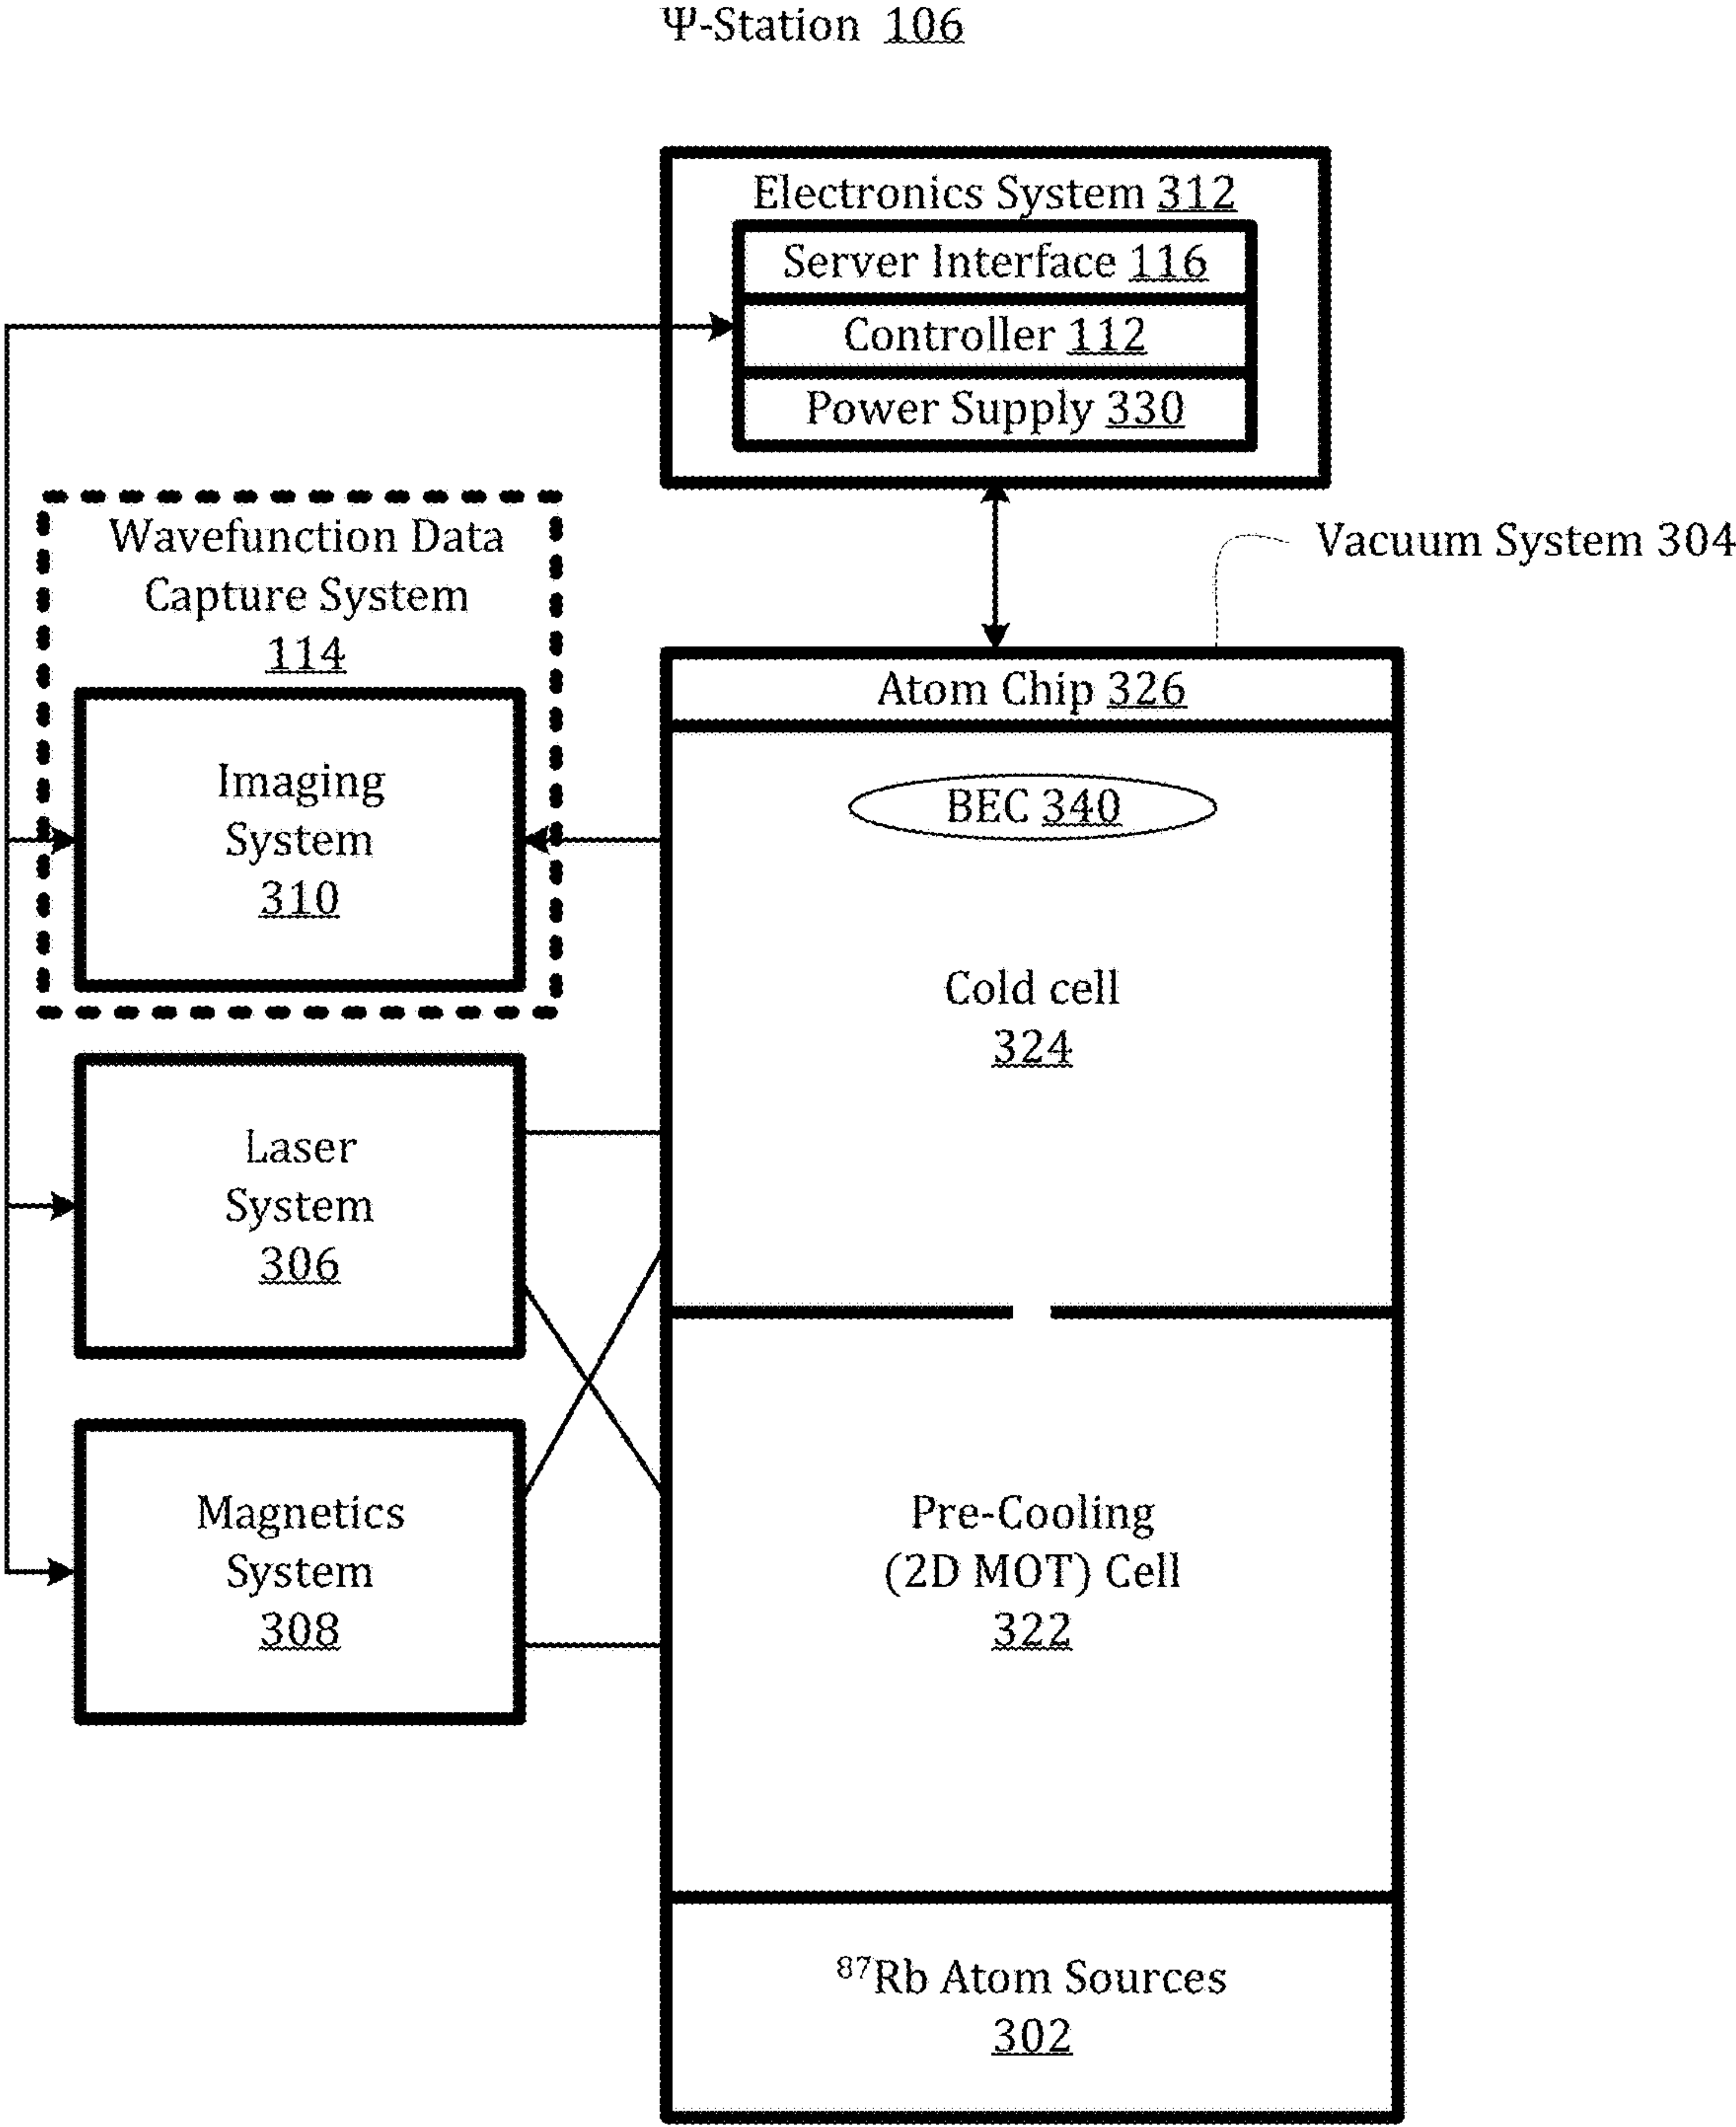 Ψ-Station 106
Electronics System 312
Server Interface 116
Controller 112
Power Supply 330
Wavefunction Data
Capture System
114
Vacuum System 304
Atom Chip 326
Imaging
System
310
BEC 340
Cold cell
324
Laser
System
306
Magnetics
System
308
Pre-Cooling
(2D MOT) Cell
322
⁸⁷Rb Atom Sources
302